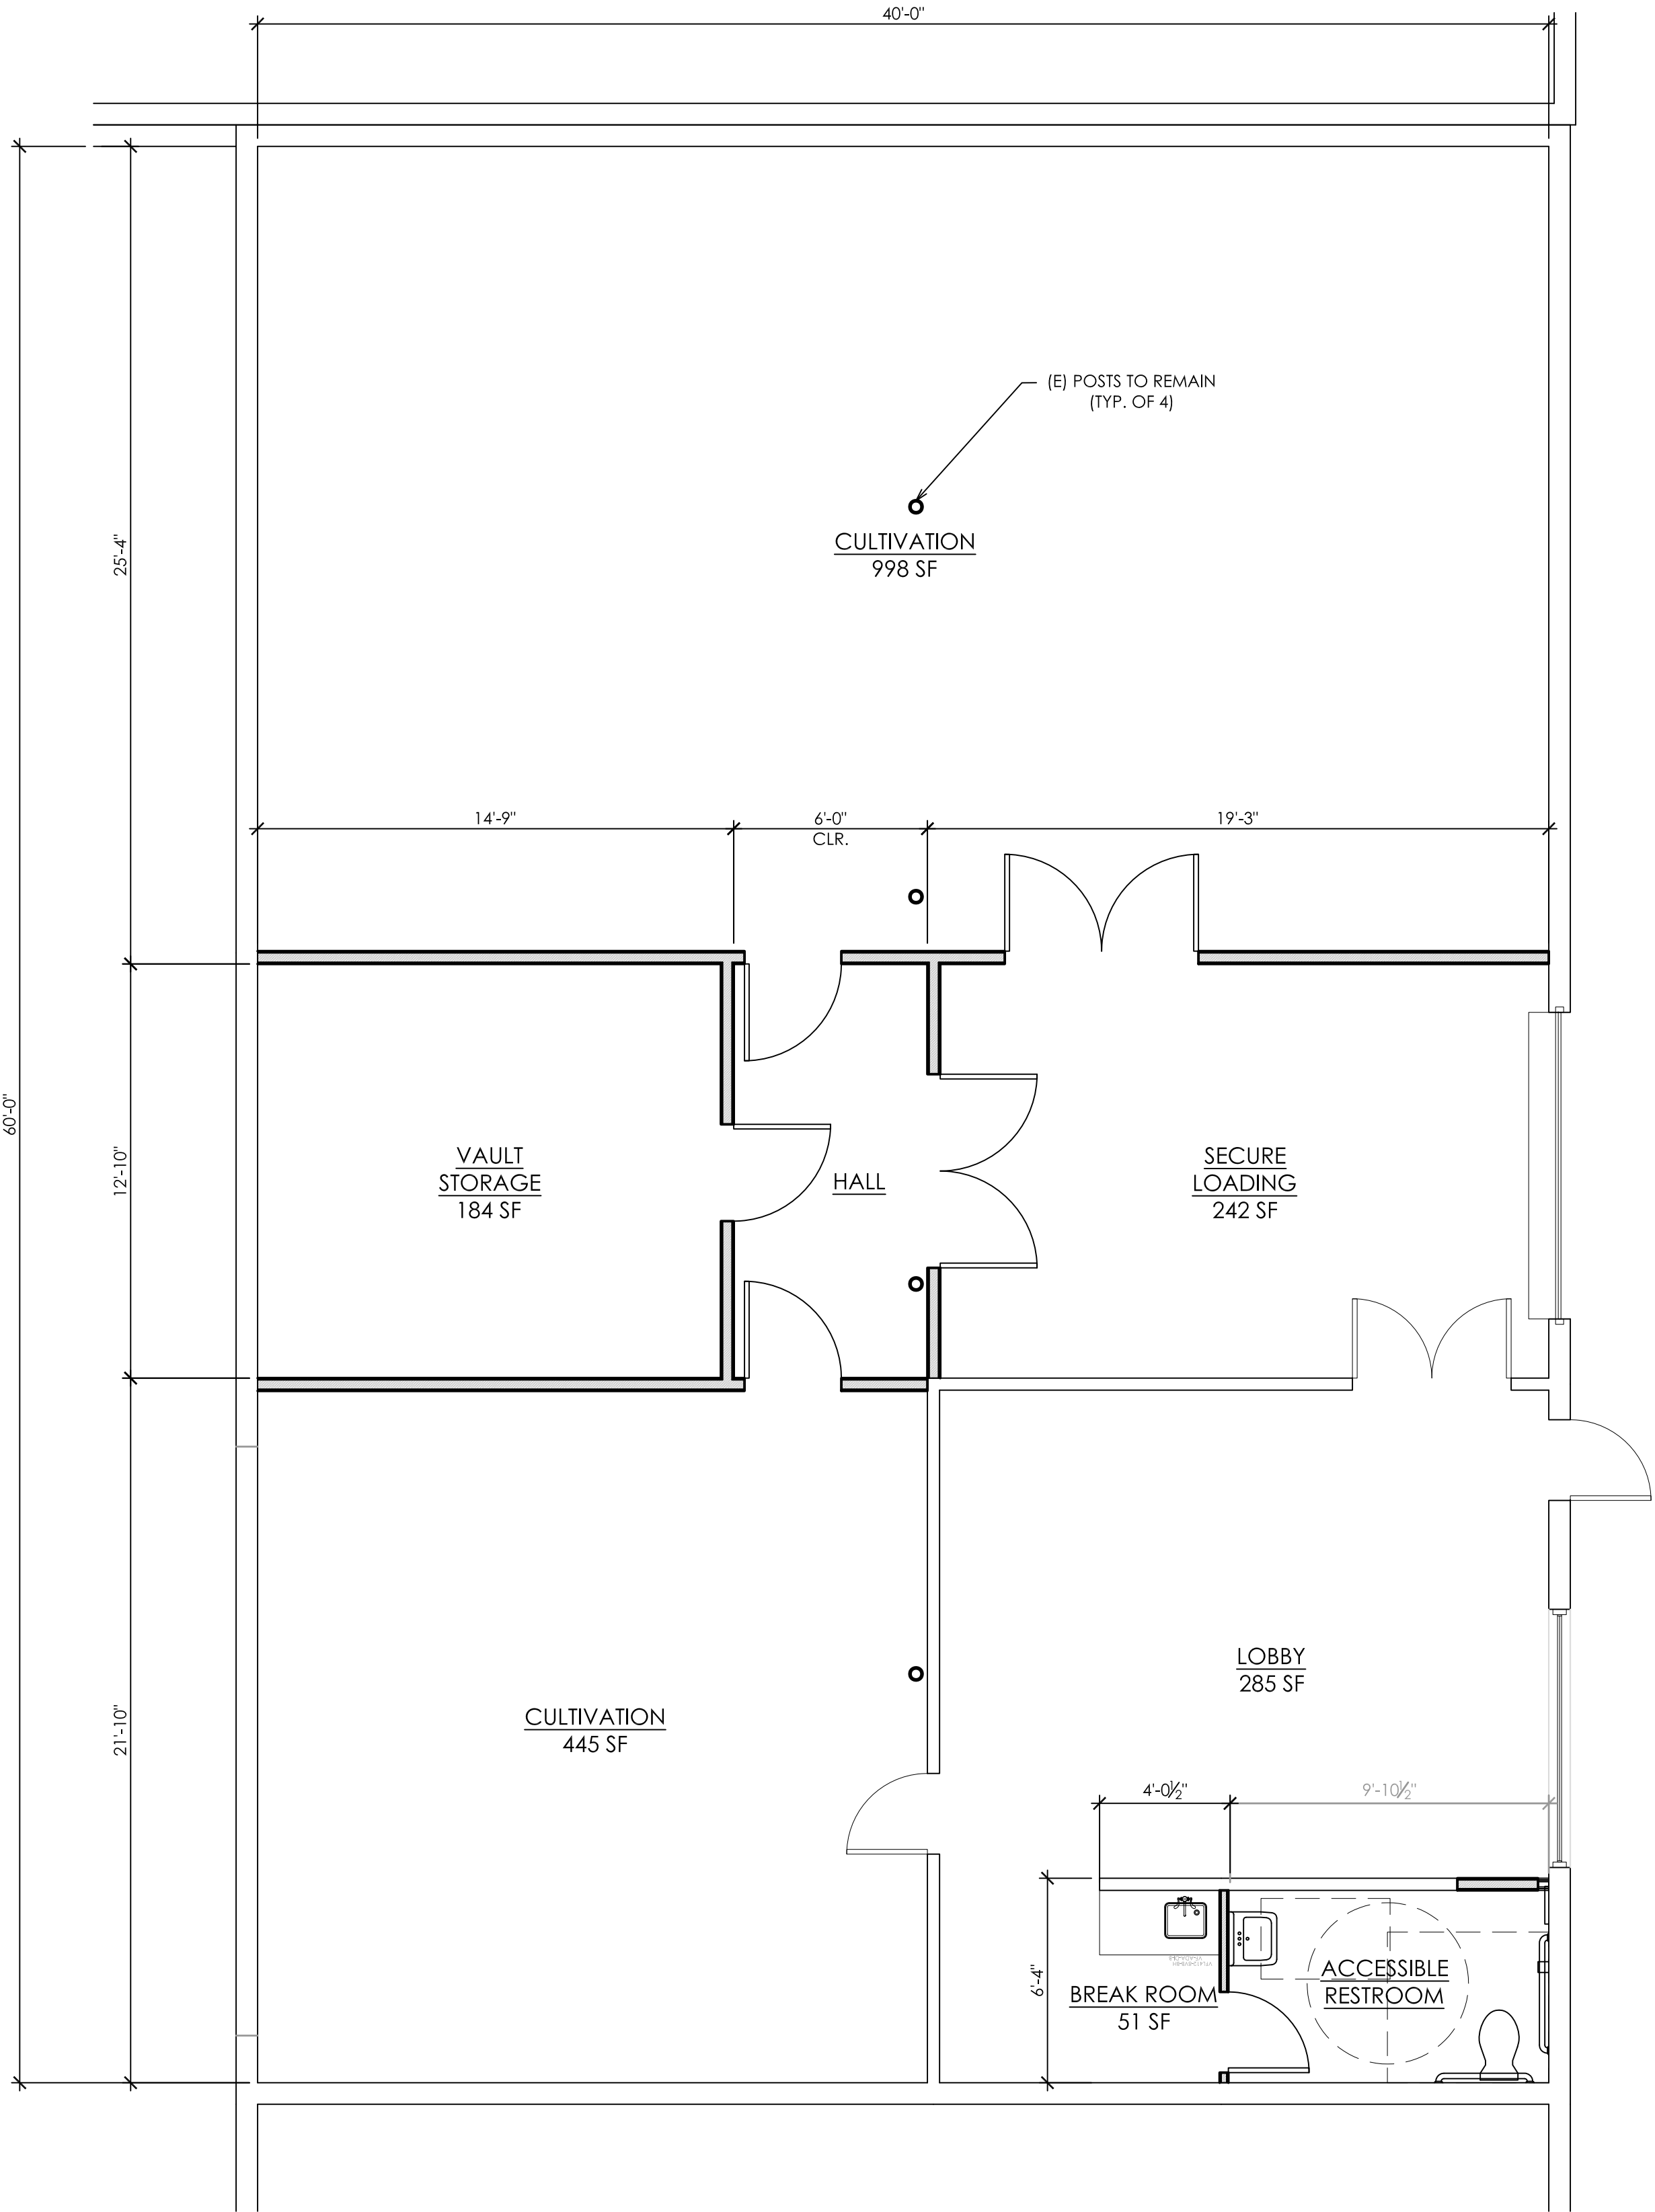 40'-0"
(E) POSTS TO REMAIN
(TYP. OF 4)
25'-4"
CULTIVATION
998 SF
14'-9"
6'-0"
CLR.
19'-3"
60'-0"
12'-10"
VAULT
STORAGE
184 SF
HALL
SECURE
LOADING
242 SF
LOBBY
285 SF
21'-10"
CULTIVATION
445 SF
4'-0½"
9'-10½"
6'-4"
BREAK ROOM
51 SF
ACCESSIBLE
RESTROOM